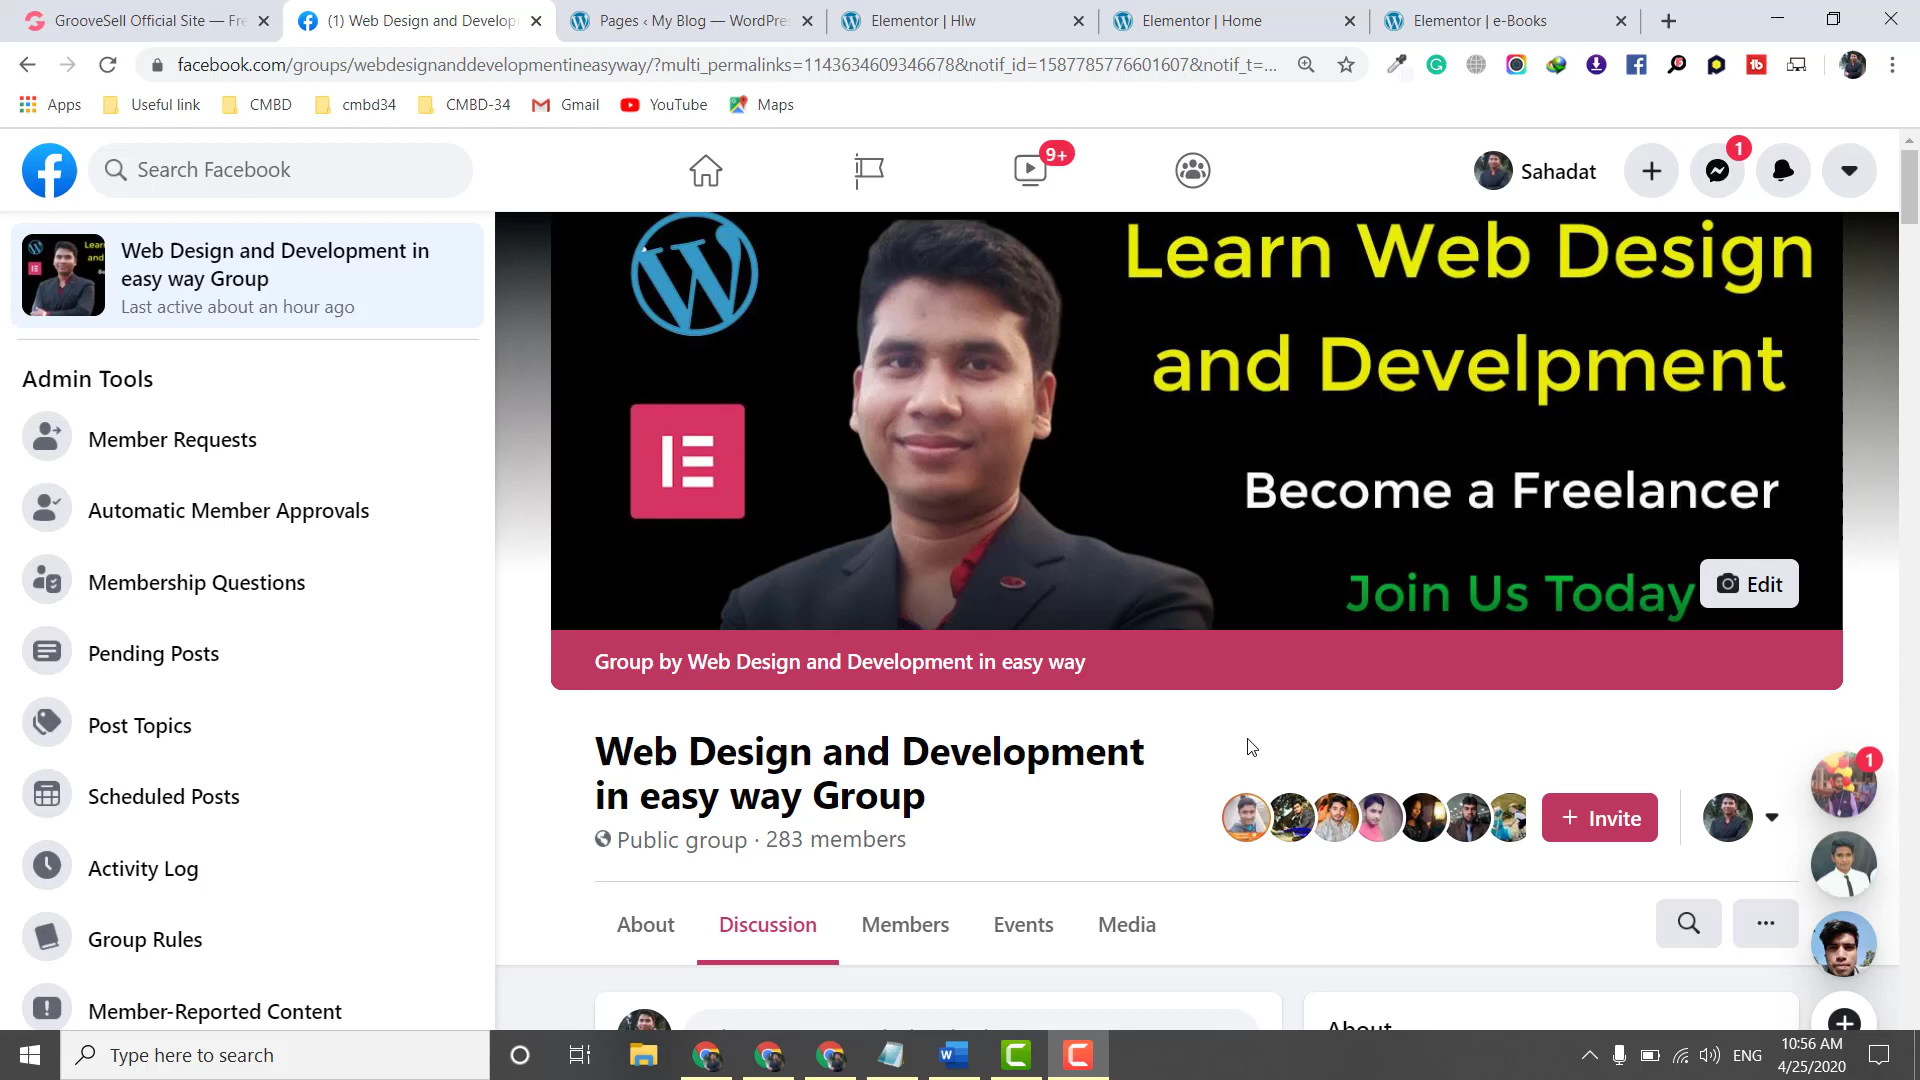 GrooveSell Official Site — Fre
(1) Web Design and Develop
Pages ‹ My Blog — WordPre
Elementor | Hlw
Elementor | Home
Elementor | e-Books
facebook.com/groups/webdesignanddevelopmentineasyway/?multi_permalinks=1143634609346678&notif_id=1587785776601607&notif_t=...
Apps
Useful link
CMBD
cmbd34
CMBD-34
Gmail
YouTube
Maps
Search Facebook
9+
Sahadat
1
Web Design and Development in
easy way Group
Last active about an hour ago
Admin Tools
Member Requests
Automatic Member Approvals
Membership Questions
Pending Posts
Post Topics
Scheduled Posts
Activity Log
Group Rules
Member-Reported Content
Learn Web Design
and Develpment
Become a Freelancer
Join Us Today
Edit
Group by Web Design and Development in easy way
Web Design and Development
in easy way Group
Public group · 283 members
+ Invite
1
About
Discussion
Members
Events
Media
About
Type here to search
ENG
10:56 AM
4/25/2020